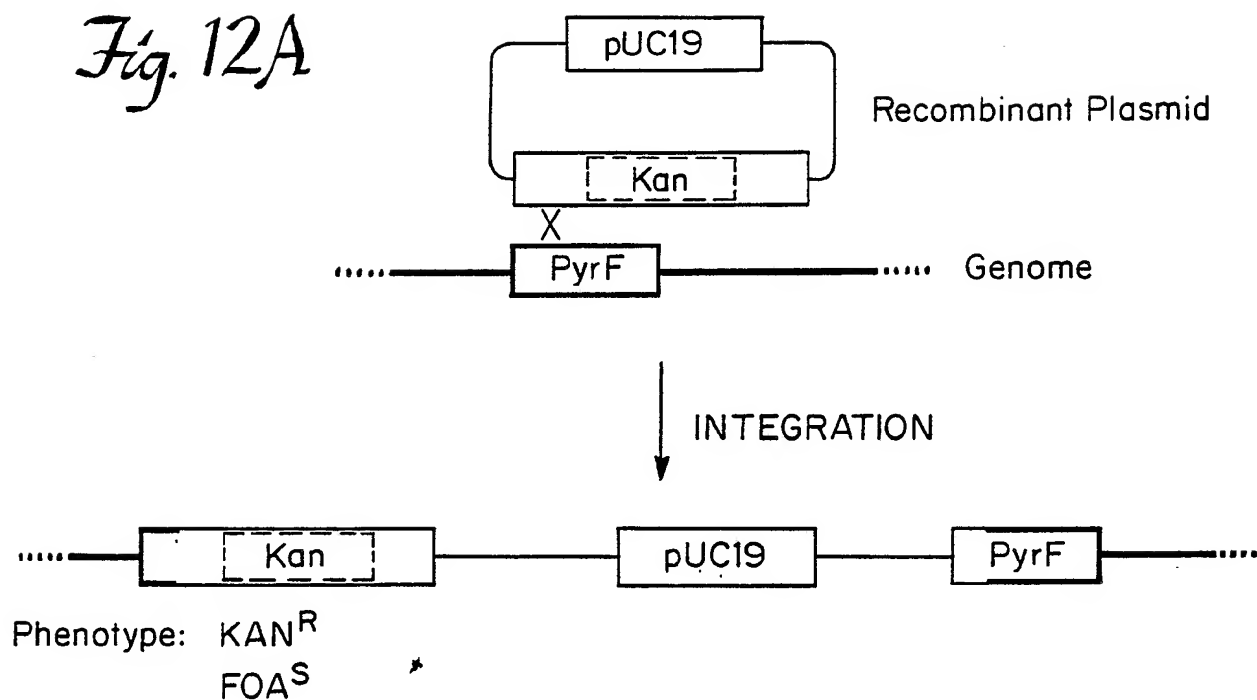 Fig. 12A
pUC19
Recombinant Plasmid
Kan
X
PyrF
Genome
INTEGRATION
Kan
pUC19
PyrF
Phenotype: KAN^R
FOA^S